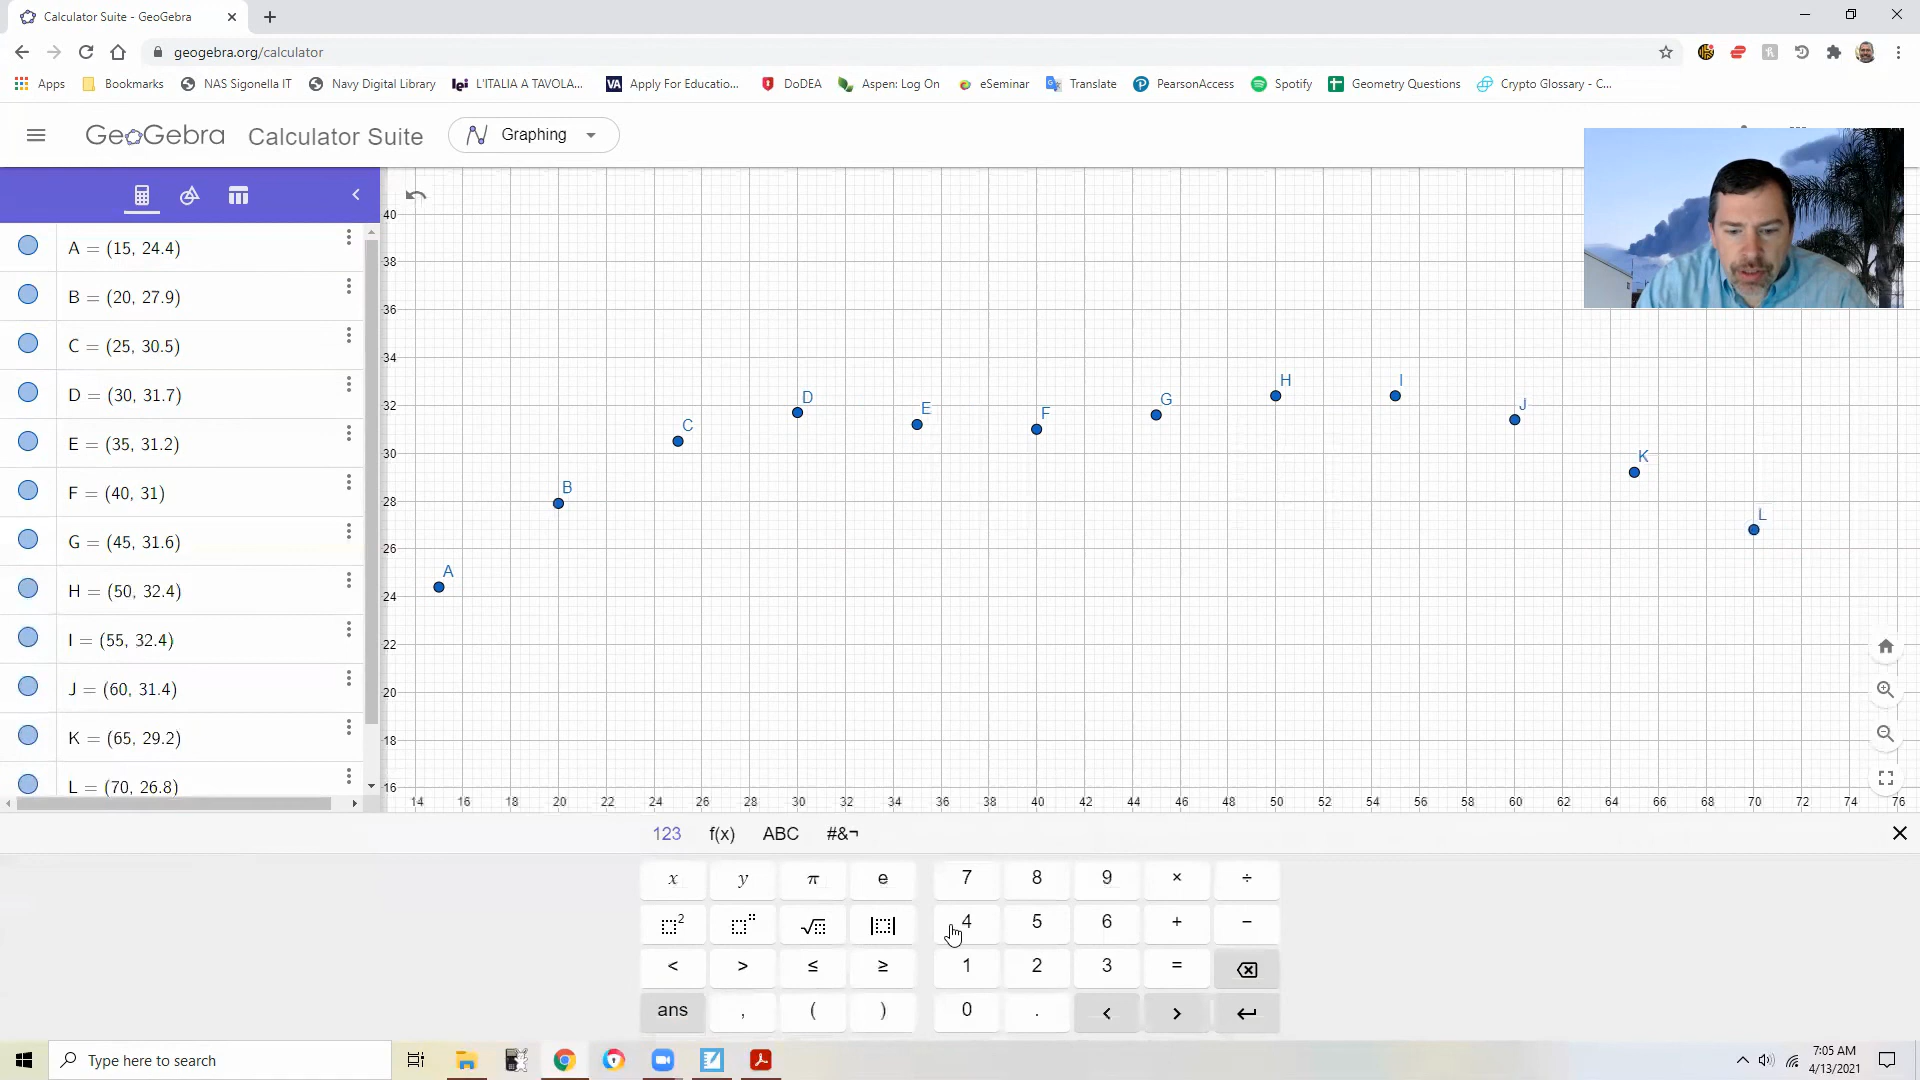 Calculator Suite - GeoGebra
geogebra.org/calculator
Apps Bookmarks NAS Sigonella IT Navy Digital Library lei L'ITALIA A TAVOLA... VA Apply For Educatio... DoDEA Aspen: Log On eSeminar Translate PearsonAccess Spotify Geometry Questions Crypto Glossary - C...
GeoGebra Calculator Suite Graphing
A = (15, 24.4)
B = (20, 27.9)
C = (25, 30.5)
D = (30, 31.7)
E = (35, 31.2)
F = (40, 31)
G = (45, 31.6)
H = (50, 32.4)
I = (55, 32.4)
J = (60, 31.4)
K = (65, 29.2)
L = (70, 26.8)
40
38
36
34
32
30
28
26
24
22
20
18
16
A B C D E F G H I J K L
14 16 18 20 22 24 26 28 30 32 34 36 38 40 42 44 46 48 50 52 54 56 58 60 62 64 66 68 70 72 74 76
123 f(x) ABC #&¬
x y π e 7 8 9 × ÷
2 √ 4 5 6 + −
< > ≤ ≥ 1 2 3 =
ans , ( ) 0 . < >
Type here to search
7:05 AM
4/13/2021